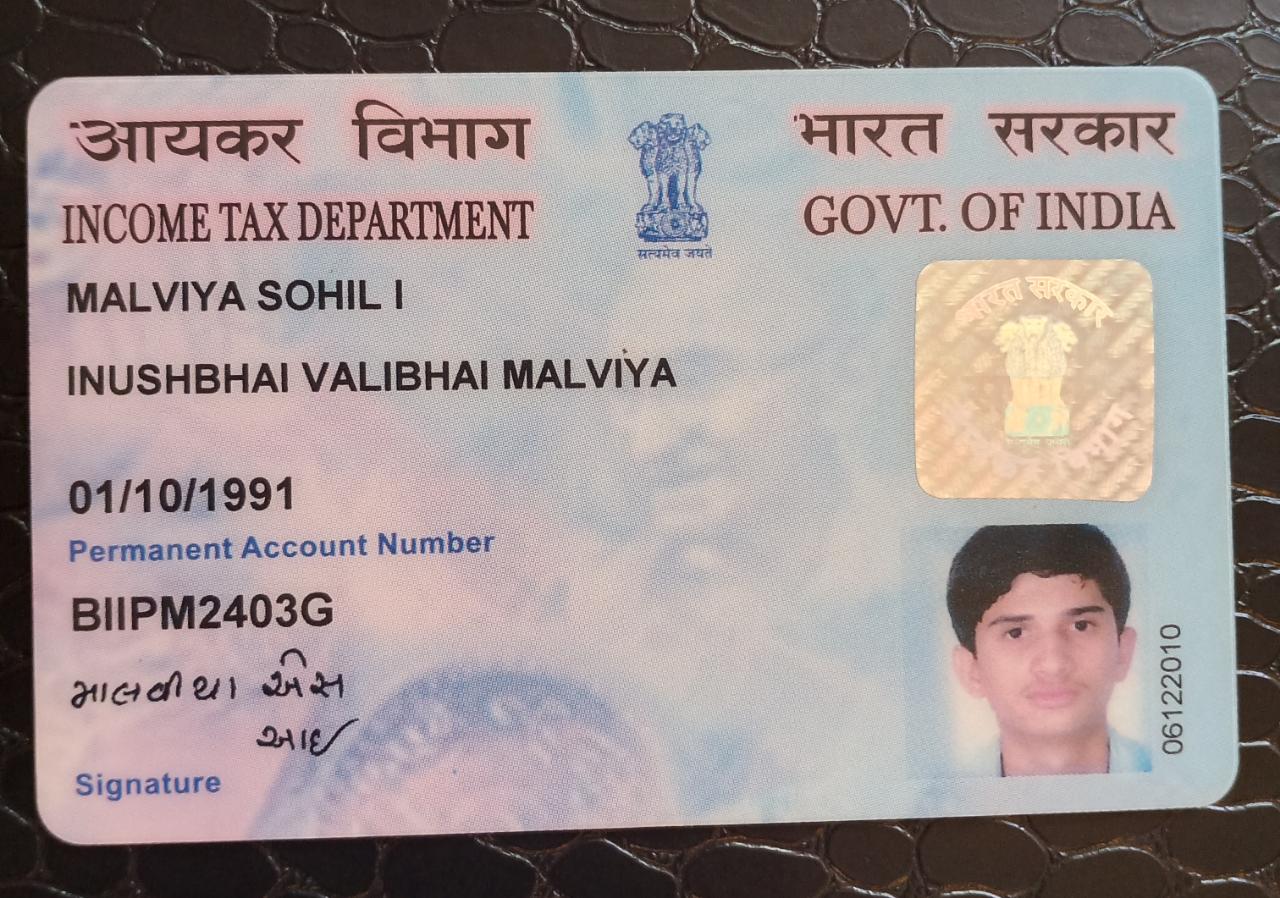 आयकर विभाग
भारत सरकार
INCOME TAX DEPARTMENT
GOVT. OF INDIA
सत्यमेव जयते
MALVIYA SOHIL I
INUSHBHAI VALIBHAI MALVIYA
भारत सरकार
01/10/1991
Permanent Account Number
BIIPM2403G
માલવીયા એસ
આઇ
Signature
06122010